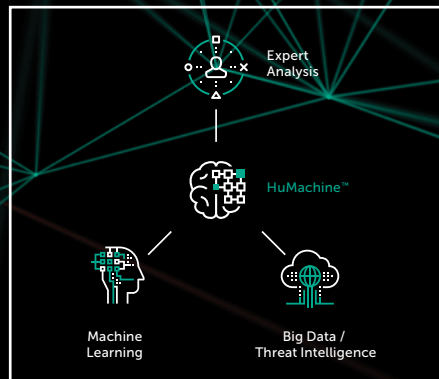 Expert
Analysis
HuMachine™
Machine
Learning
Big Data /
Threat Intelligence